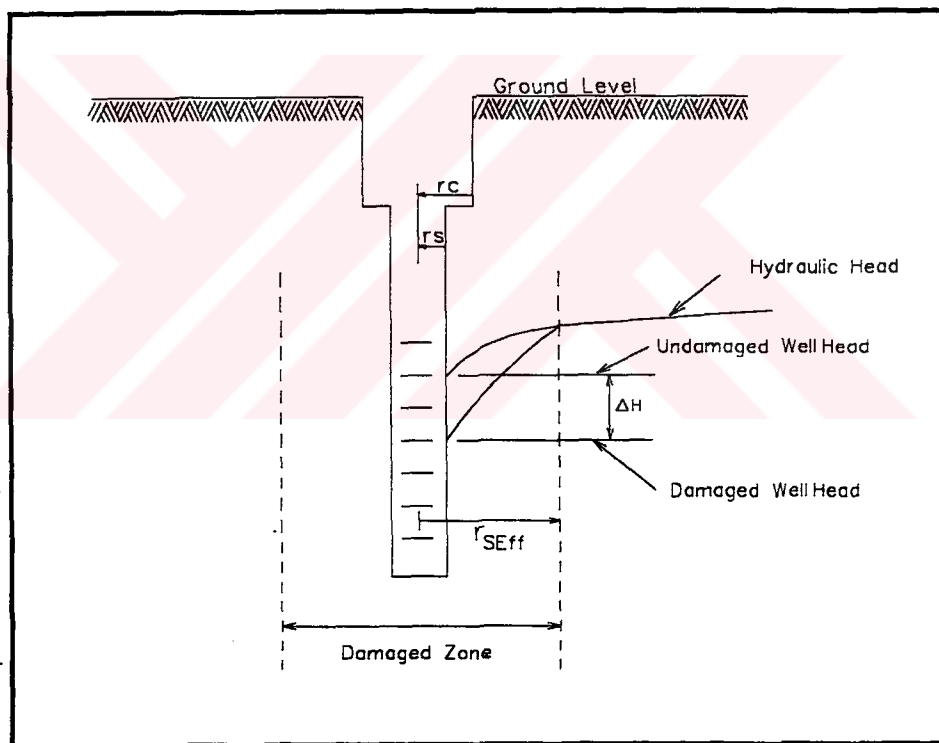 Ground Level
rc
rs
Hydraulic Head
Undamaged Well Head
ΔH
Damaged Well Head
rSEff
Damaged Zone